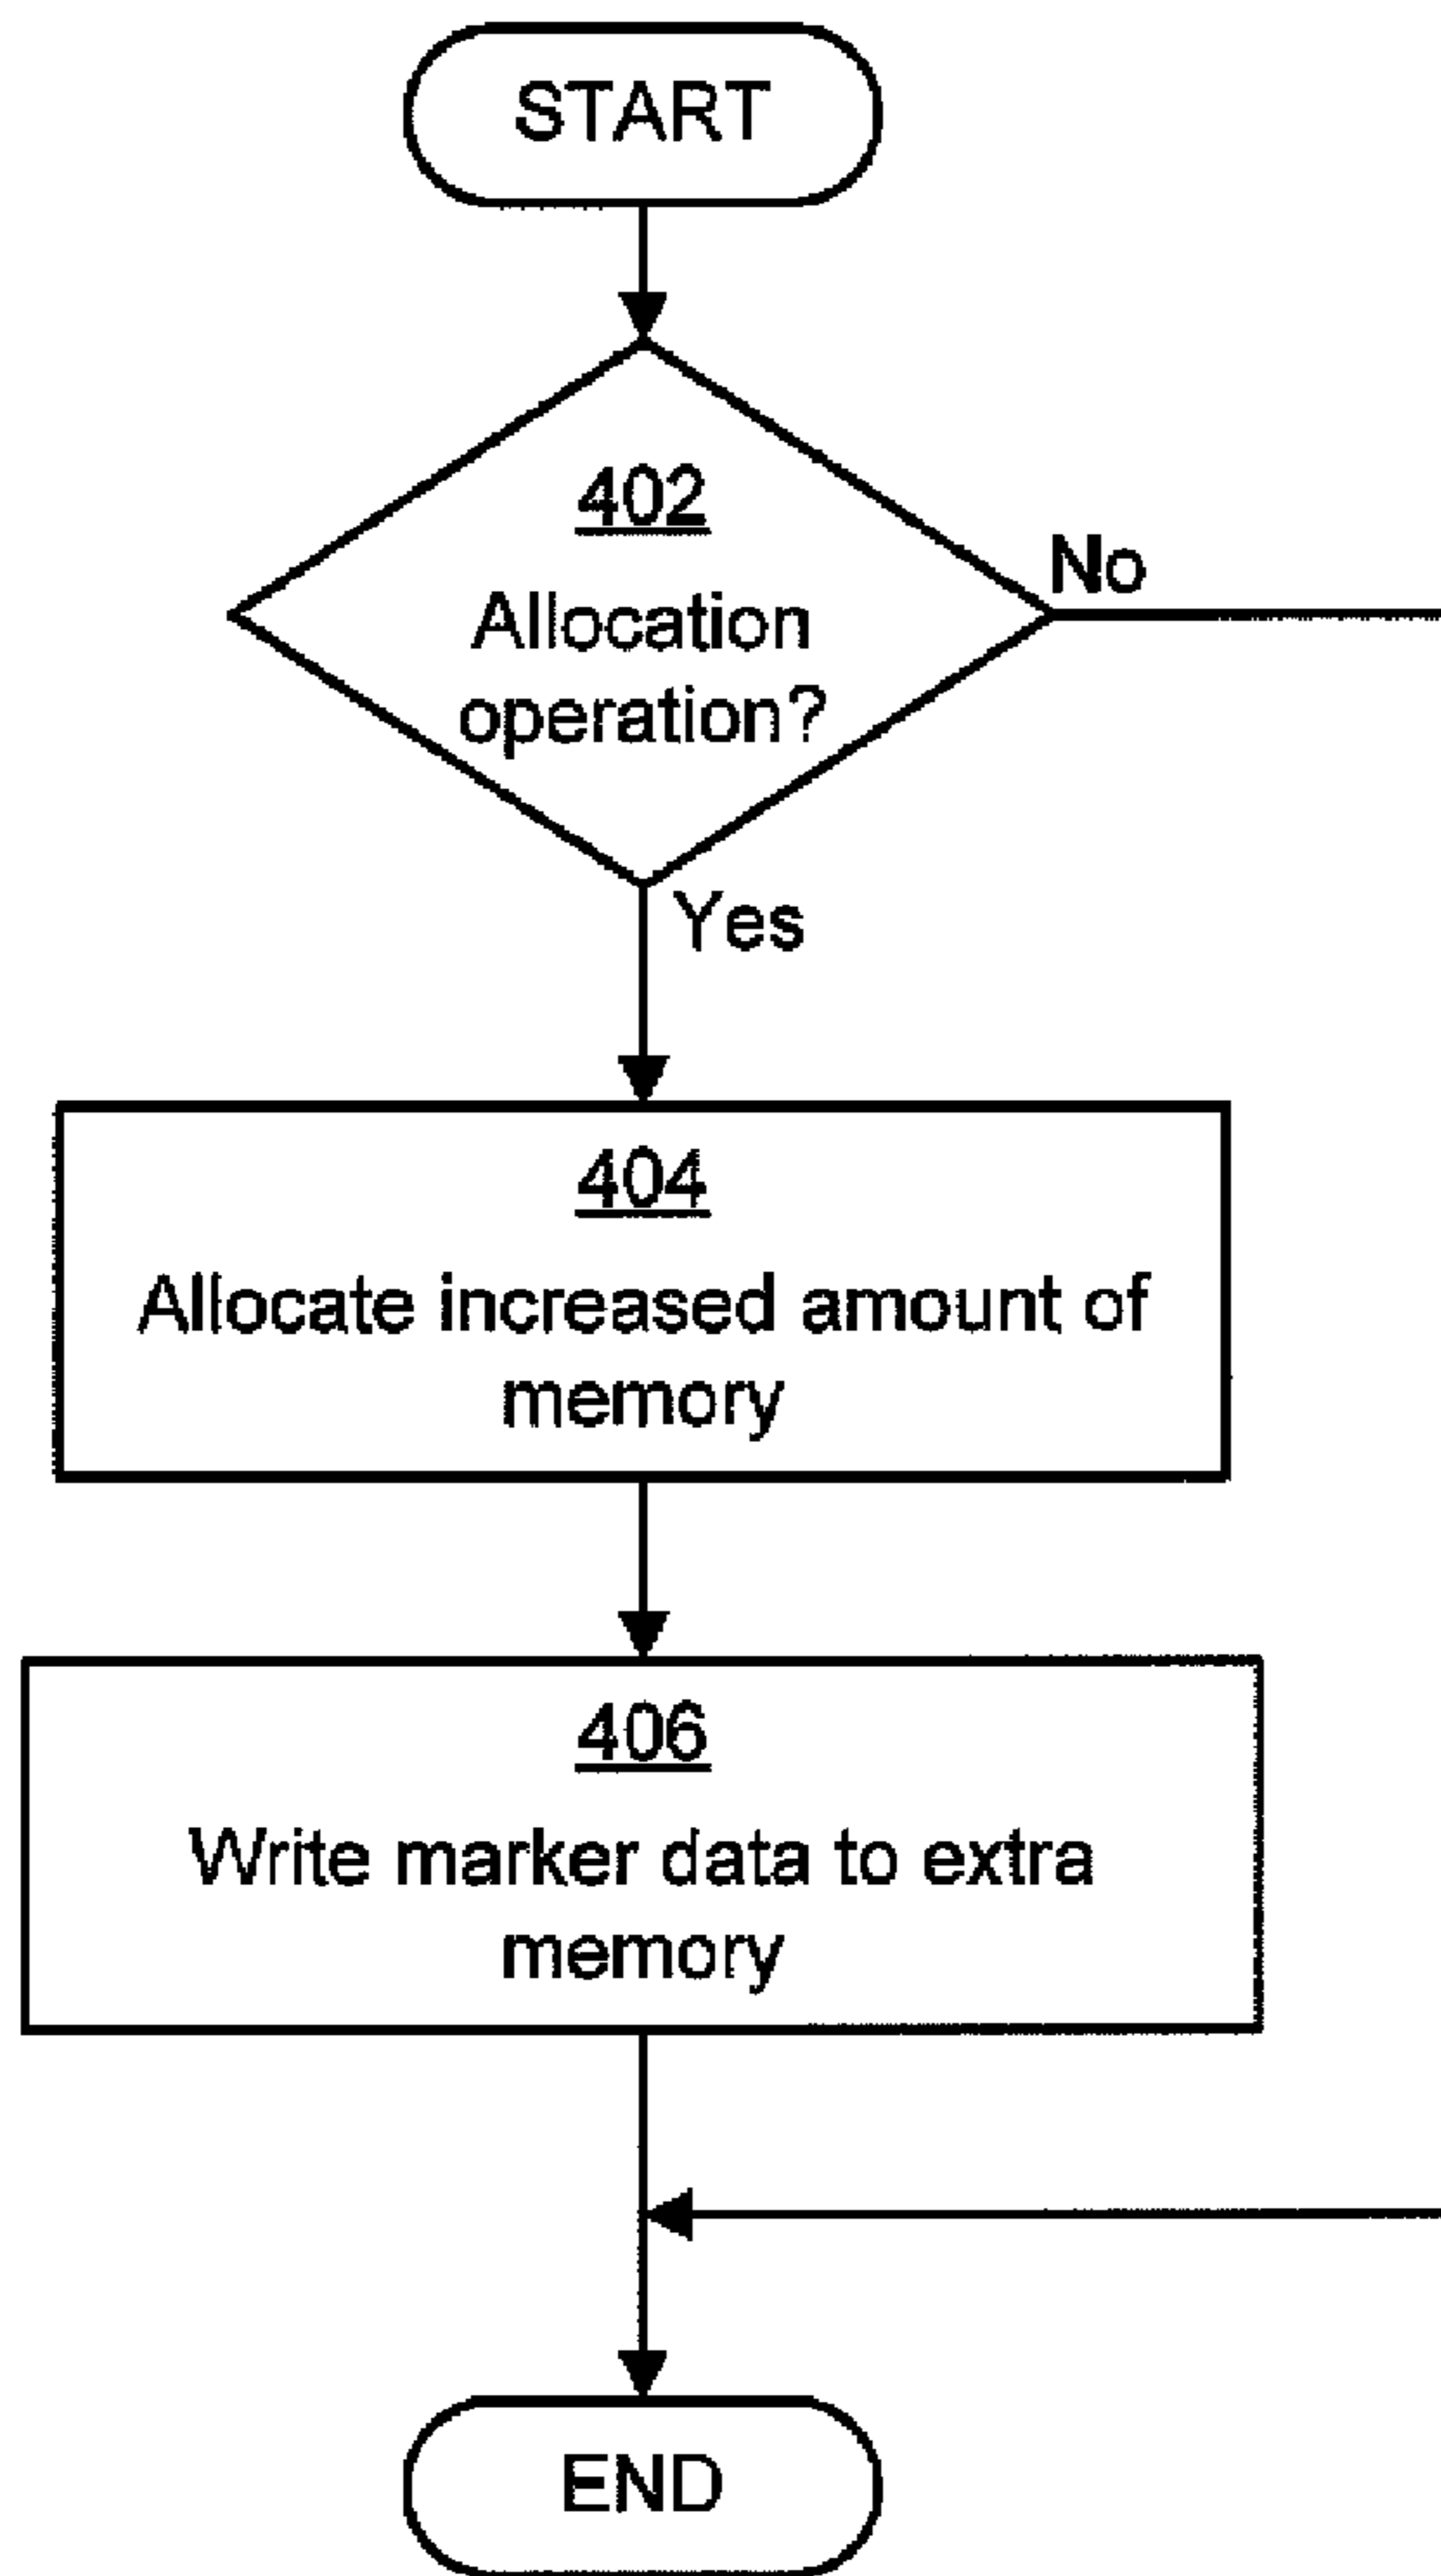 START
402
Allocation
operation?
No
Yes
404
Allocate increased amount of
memory
406
Write marker data to extra
memory
END